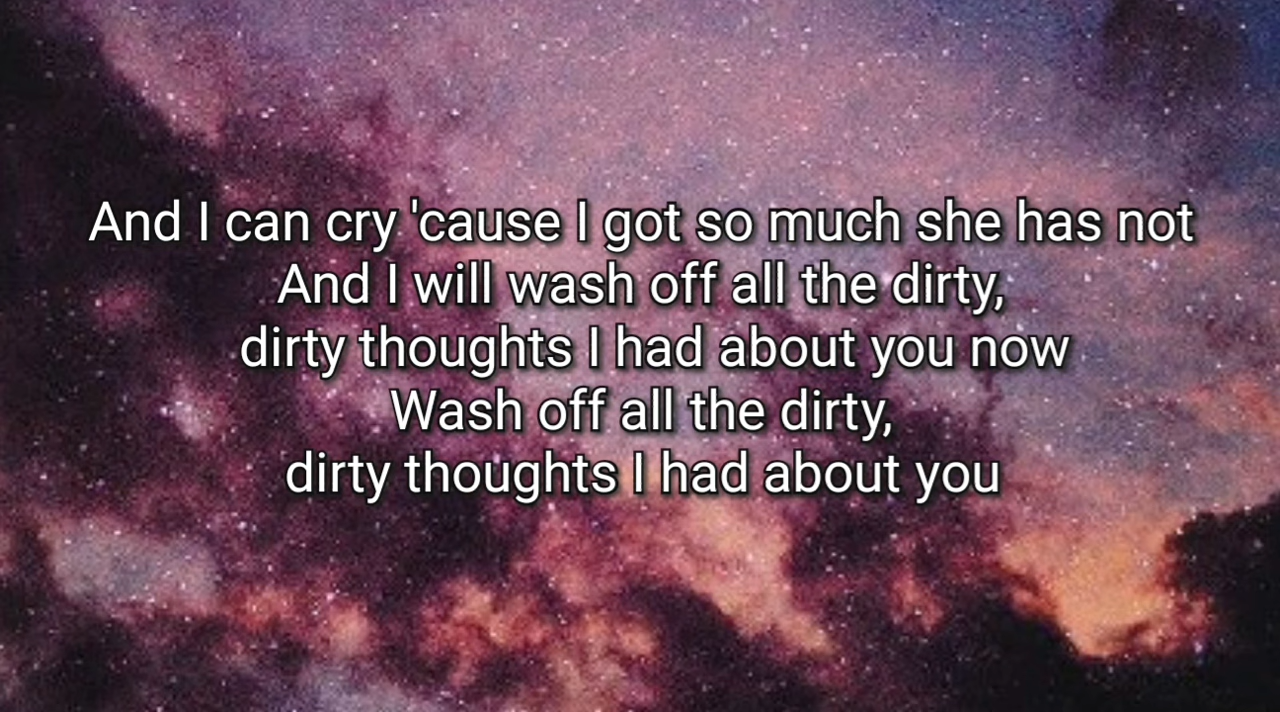 And I can cry 'cause I got so much she has not
And I will wash off all the dirty,
dirty thoughts I had about you now
Wash off all the dirty,
dirty thoughts I had about you